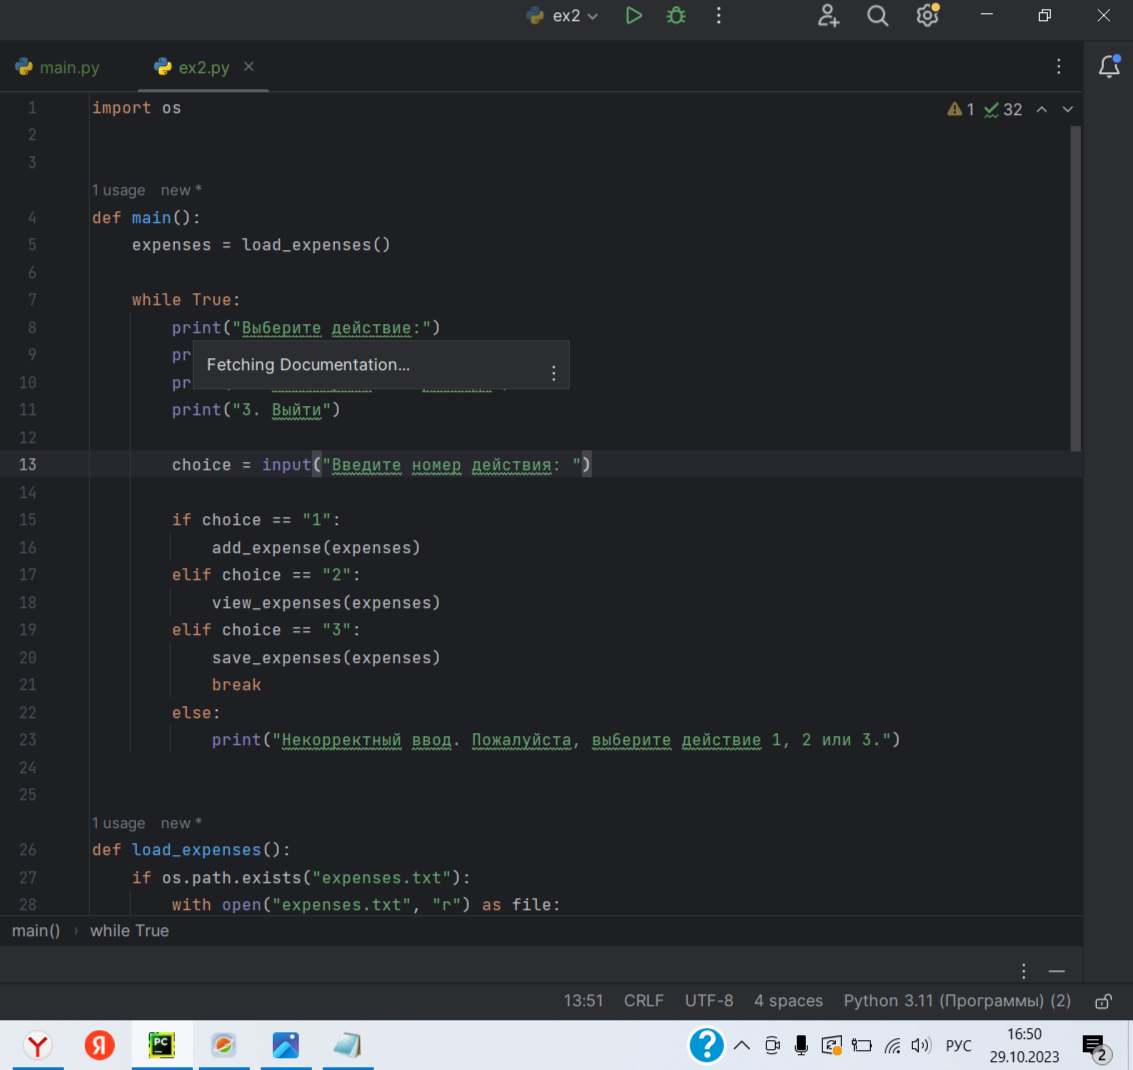 ex2
main.py
ex2.py
1 import os
1 32
2
3
1 usage new *
4 def main():
5 expenses = load_expenses()
6
7 while True:
8 print("Выберите действие:")
9 pr
Fetching Documentation...
10 pr
11 print("3. Выйти")
12
13 choice = input("Введите номер действия: ")
14
15 if choice == "1":
16 add_expense(expenses)
17 elif choice == "2":
18 view_expenses(expenses)
19 elif choice == "3":
20 save_expenses(expenses)
21 break
22 else:
23 print("Некорректный ввод. Пожалуйста, выберите действие 1, 2 или 3.")
24
25
1 usage new *
26 def load_expenses():
27 if os.path.exists("expenses.txt"):
28 with open("expenses.txt", "r") as file:
main() › while True
13:51 CRLF UTF-8 4 spaces Python 3.11 (Программы) (2)
Y Я PC ? РУС 16:50
29.10.2023 2